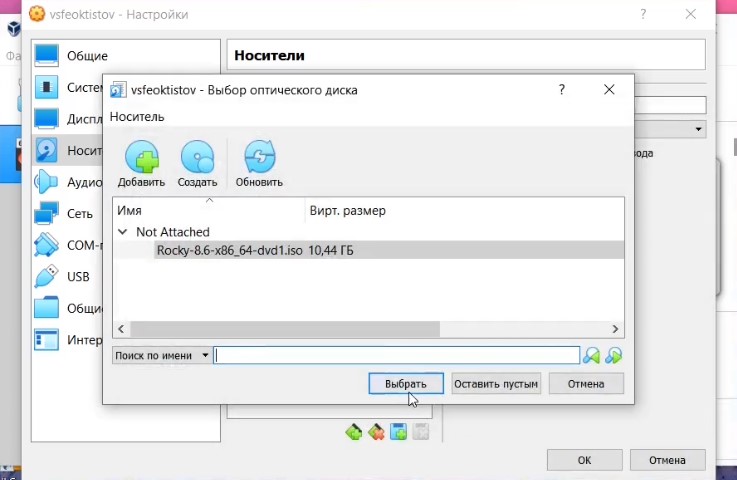 vsfeoktistov - Настройки
?
Общие
Носители
vsfeoktistov - Выбор оптического диска
?
Носитель
Добавить
Создать
Обновить
Имя
Вирт. размер
Not Attached
Rocky-8.6-x86_64-dvd1.iso 10,44 ГБ
Поиск по имени
Выбрать
Оставить пустым
Отмена
Систе
Диспл
Носит
Аудио
Сеть
COM-п
USB
Общи
Интер
вода
OK
Отмена